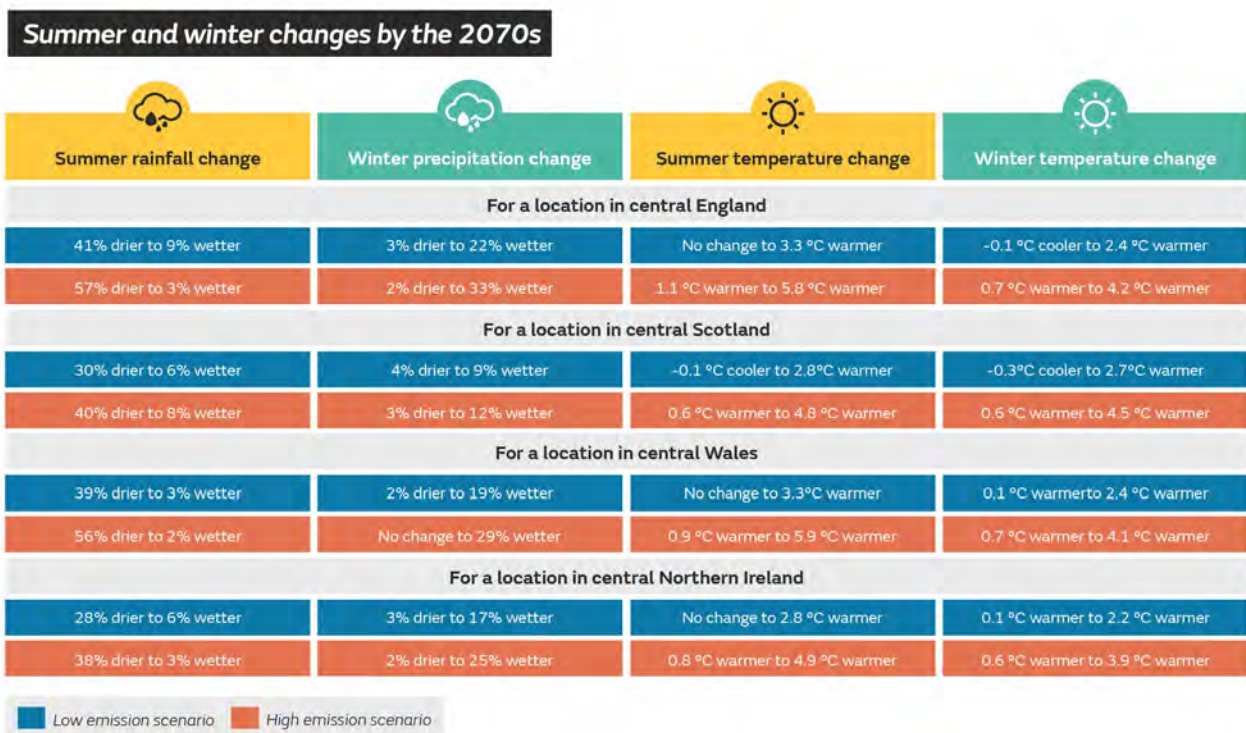 Summer and winter changes by the 2070s
Summer rainfall change
Winter precipitation change
Summer temperature change
Winter temperature change
For a location in central England
41% drier to 9% wetter
3% drier to 22% wetter
No change to 3.3 °C warmer
-0.1 °C cooler to 2.4 °C warmer
57% drier to 3% wetter
2% drier to 33% wetter
1.1 °C warmer to 5.8 °C warmer
0.7 °C warmer to 4.2 °C warmer
For a location in central Scotland
30% drier to 6% wetter
4% drier to 9% wetter
-0.1 °C cooler to 2.8°C warmer
-0.3°C cooler to 2.7°C warmer
40% drier to 8% wetter
3% drier to 12% wetter
0.6 °C warmer to 4.8 °C warmer
0.6 °C warmer to 4.5 °C warmer
For a location in central Wales
39% drier to 3% wetter
2% drier to 19% wetter
No change to 3.3°C warmer
0.1 °C warmerto 2.4 °C warmer
56% drier to 2% wetter
No change to 29% wetter
0.9 °C warmer to 5.9 °C warmer
0.7 °C warmer to 4.1 °C warmer
For a location in central Northern Ireland
28% drier to 6% wetter
3% drier to 17% wetter
No change to 2.8 °C warmer
0.1 °C warmer to 2.2 °C warmer
38% drier to 3% wetter
2% drier to 25% wetter
0.8 °C warmer to 4.9 °C warmer
0.6 °C warmer to 3.9 °C warmer
Low emission scenario
High emission scenario